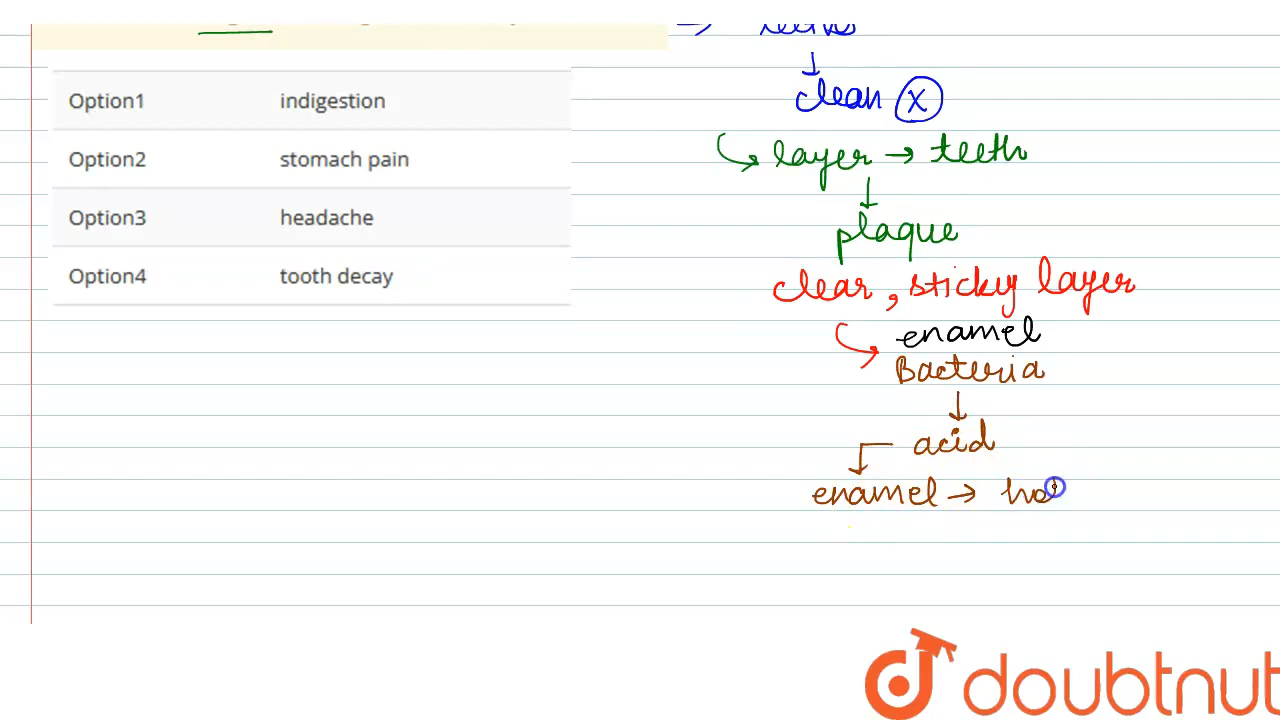 Option1 indigestion
Option2 stomach pain
Option3 headache
Option4 tooth decay
clean X
layer → teeth
plaque
clear, sticky layer
enamel
Bacteria
acid
enamel →
doubtnut